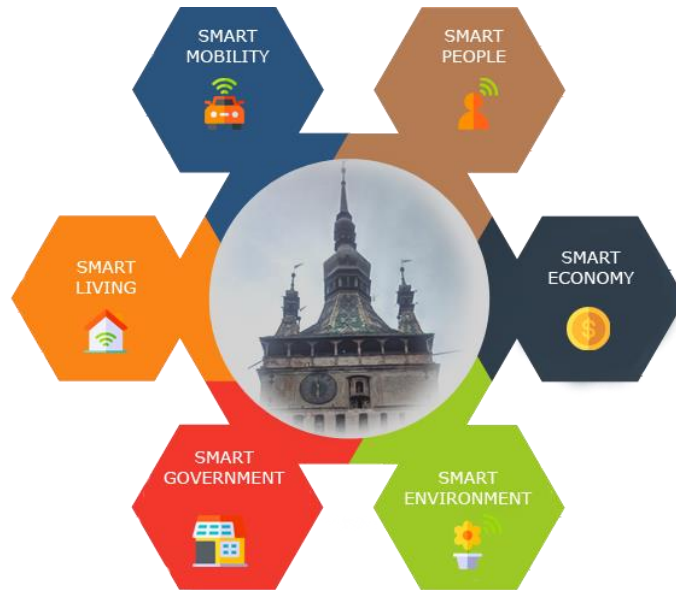 SMART
MOBILITY
SMART
PEOPLE
SMART
ECONOMY
SMART
ENVIRONMENT
SMART
GOVERNMENT
SMART
LIVING
$